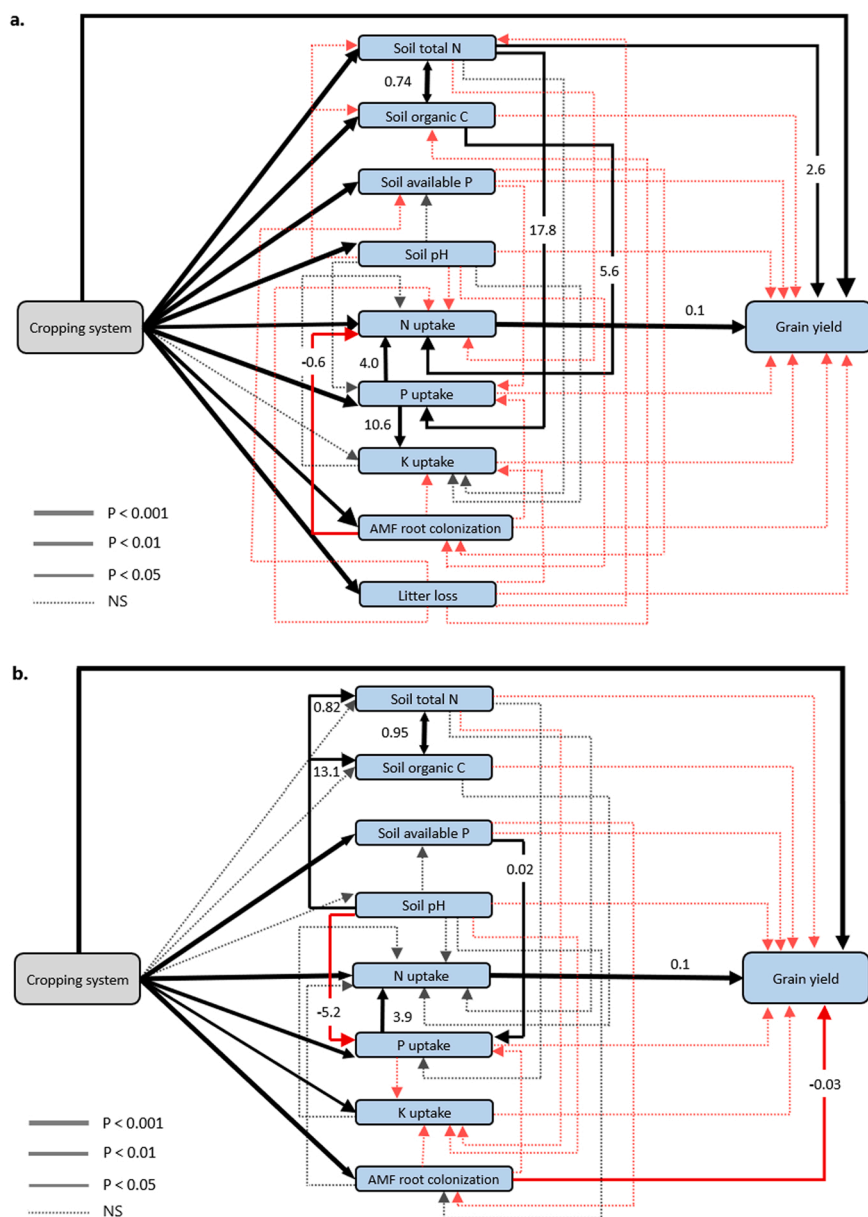 a.
Soil total N
0.74
Soil organic C
2.6
Soil available P
17.8
Soil pH
5.6
Cropping system
N uptake
0.1
Grain yield
-0.6
4.0
P uptake
10.6
K uptake
P < 0.001
AMF root colonization
P < 0.01
P < 0.05
Litter loss
NS
b.
Soil total N
0.82
0.95
Soil organic C
13.1
Soil available P
0.02
Soil pH
Cropping system
N uptake
0.1
Grain yield
-5.2
3.9
P uptake
-0.03
K uptake
P < 0.001
P < 0.01
AMF root colonization
P < 0.05
NS